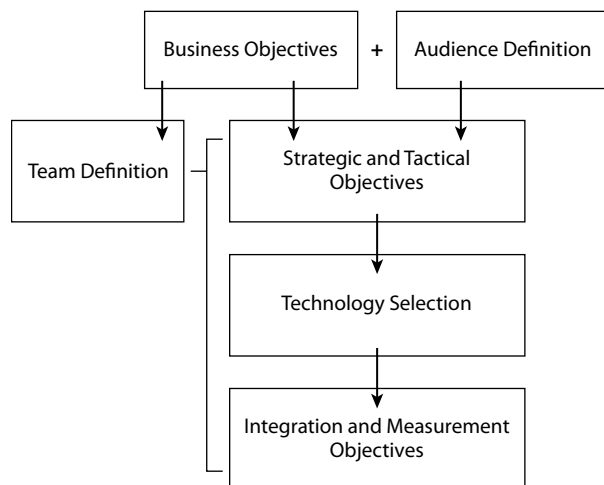 Business Objectives
+
Audience Definition
Team Definition
Strategic and Tactical
Objectives
Technology Selection
Integration and Measurement
Objectives